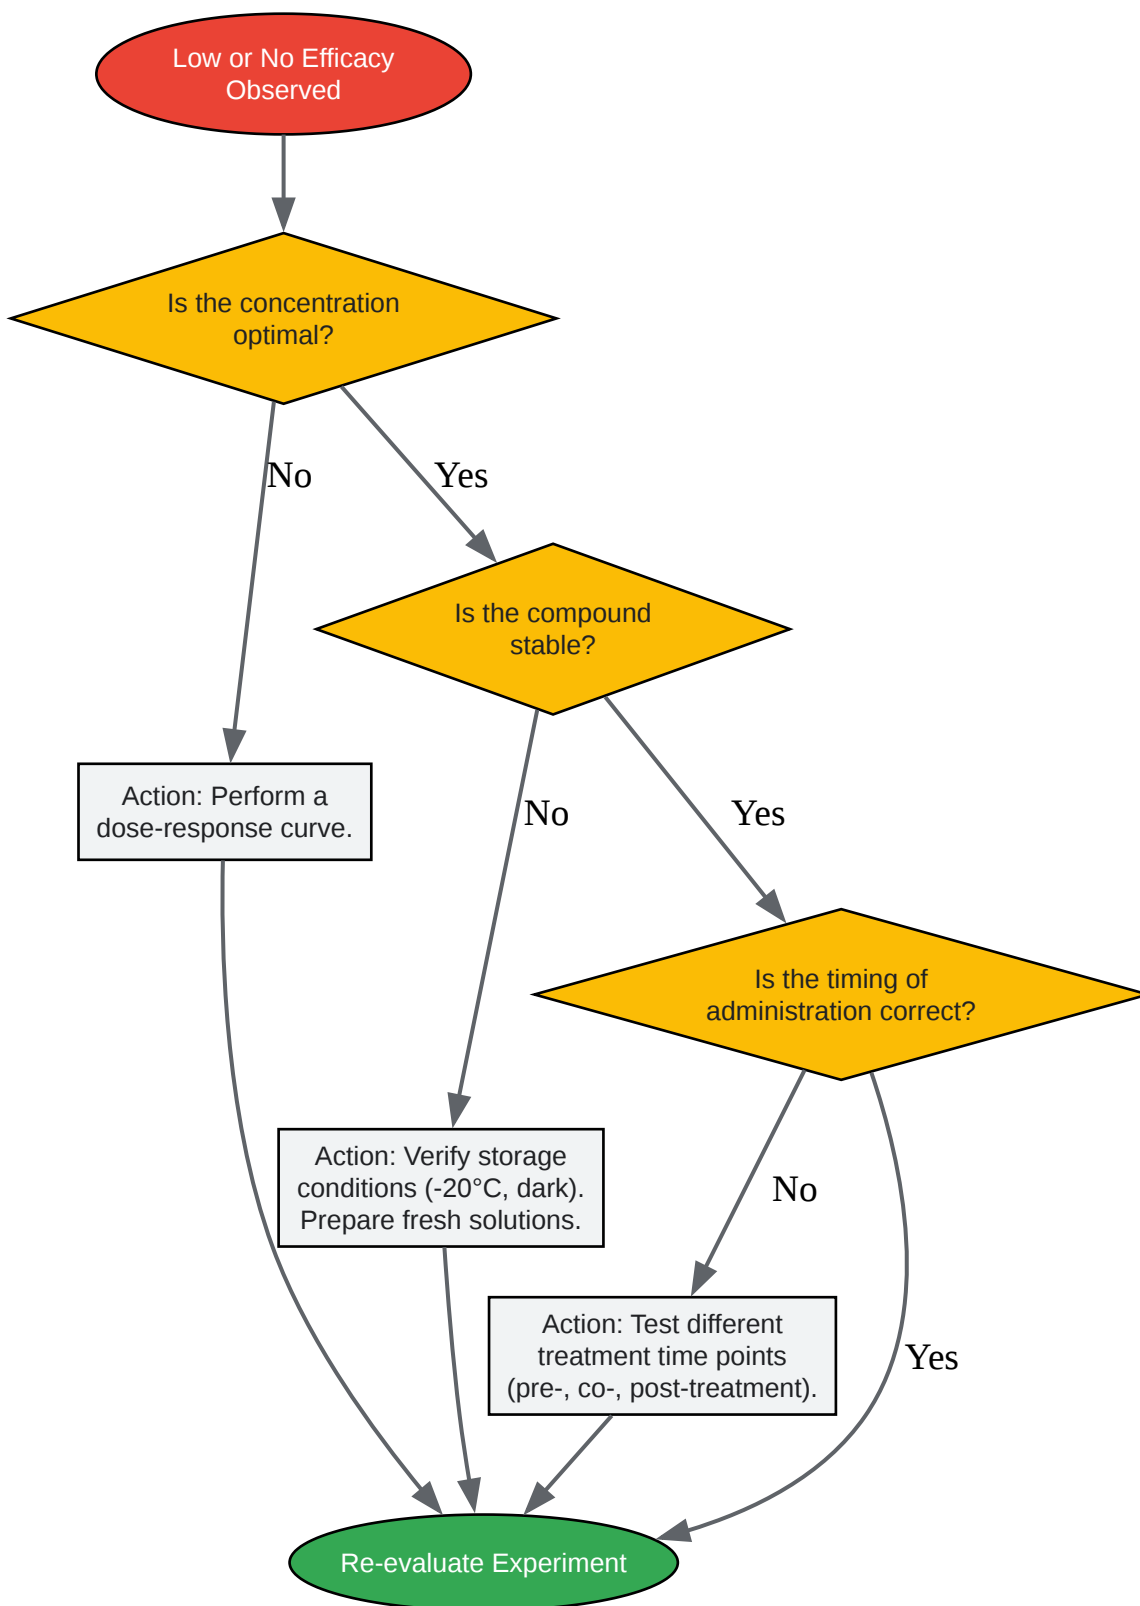 Low or No Efficacy
Observed
Is the concentration
optimal?
No
Yes
Is the compound
stable?
Action: Perform a
dose-response curve.
No
Yes
Is the timing of
administration correct?
Action: Verify storage
conditions (-20°C, dark).
Prepare fresh solutions.
No
Action: Test different
treatment time points
(pre-, co-, post-treatment).
Yes
Re-evaluate Experiment